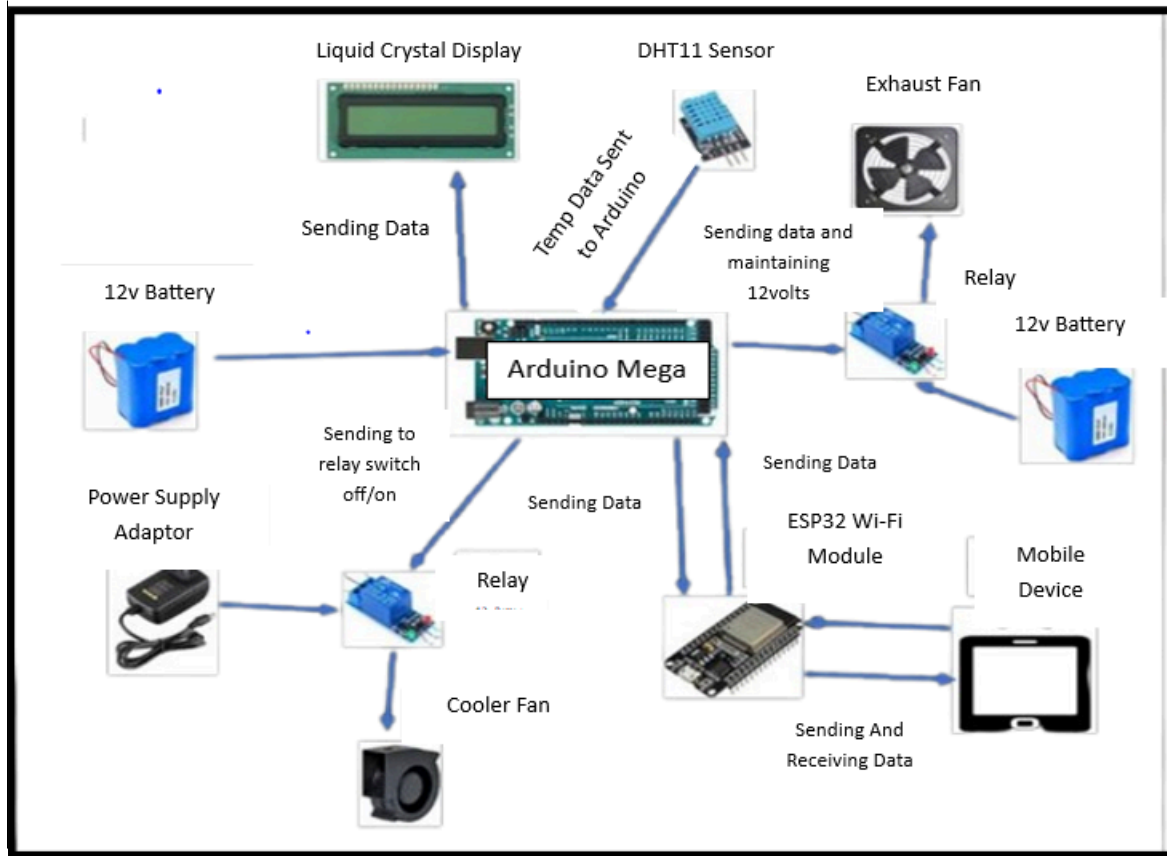 Liquid Crystal Display
DHT11 Sensor
Exhaust Fan
Sending Data
Temp Data Sent
to Arduino
Sending data and
maintaining
12volts
Relay
12v Battery
12v Battery
Arduino Mega
Sending to
relay switch
off/on
Sending Data
Sending Data
Power Supply
Adaptor
ESP32 Wi-Fi
Module
Mobile
Device
Relay
Cooler Fan
Sending And
Receiving Data